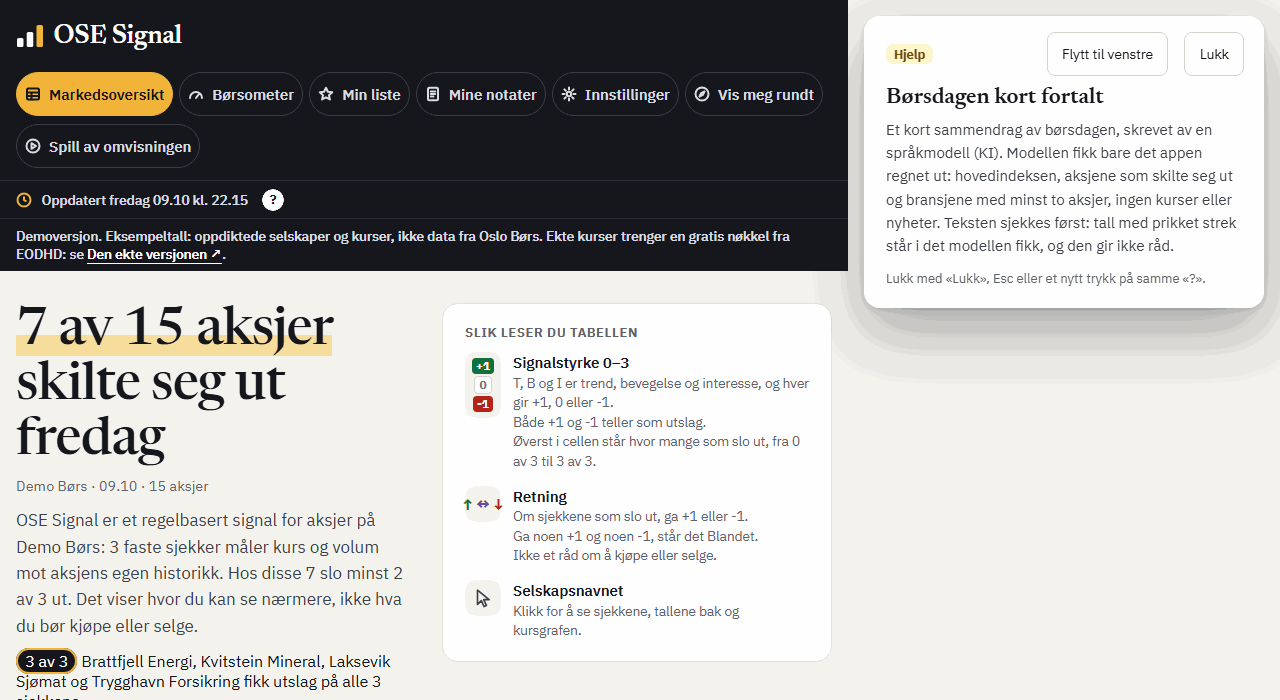 OSE Signal
Markedsoversikt
Børsometer
Min liste
Mine notater
Innstillinger
Vis meg rundt
Spill av omvisningen
Oppdatert fredag 09.10 kl. 22.15 ?
Demoversjon. Eksempeltall: oppdiktede selskaper og kurser, ikke data fra Oslo Børs. Ekte kurser trenger en gratis nøkkel fra
EODHD: se Den ekte versjonen ↗.
7 av 15 aksjer
skilte seg ut
fredag
Demo Børs · 09.10 · 15 aksjer
OSE Signal er et regelbasert signal for aksjer på
Demo Børs: 3 faste sjekker måler kurs og volum
mot aksjens egen historikk. Hos disse 7 slo minst 2
av 3 ut. Det viser hvor du kan se nærmere, ikke hva
du bør kjøpe eller selge.
3 av 3 Brattfjell Energi, Kvitstein Mineral, Laksevik
Sjømat og Trygghavn Forsikring fikk utslag på alle 3
SLIK LESER DU TABELLEN
+1
0
-1
Signalstyrke 0–3
T, B og I er trend, bevegelse og interesse, og hver
gir +1, 0 eller -1.
Både +1 og -1 teller som utslag.
Øverst i cellen står hvor mange som slo ut, fra 0
av 3 til 3 av 3.
↑ ↔ ↓
Retning
Om sjekkene som slo ut, ga +1 eller -1.
Ga noen +1 og noen -1, står det Blandet.
Ikke et råd om å kjøpe eller selge.
Selskapsnavnet
Klikk for å se sjekkene, tallene bak og
kursgrafen.
Hjelp
Flytt til venstre
Lukk
Børsdagen kort fortalt
Et kort sammendrag av børsdagen, skrevet av en
språkmodell (KI). Modellen fikk bare det appen
regnet ut: hovedindeksen, aksjene som skilte seg ut
og bransjene med minst to aksjer, ingen kurser eller
nyheter. Teksten sjekkes først: tall med prikket strek
står i det modellen fikk, og den gir ikke råd.
Lukk med «Lukk», Esc eller et nytt trykk på samme «?».